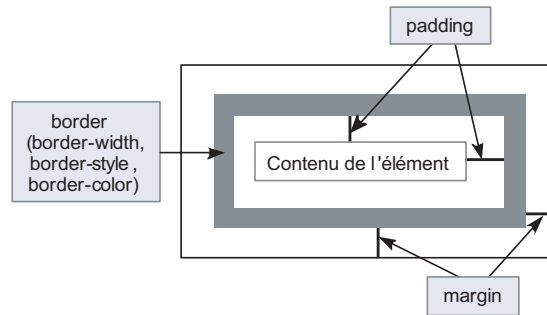 padding
border
(border-width,
border-style ,
border-color)
Contenu de l'élément
margin